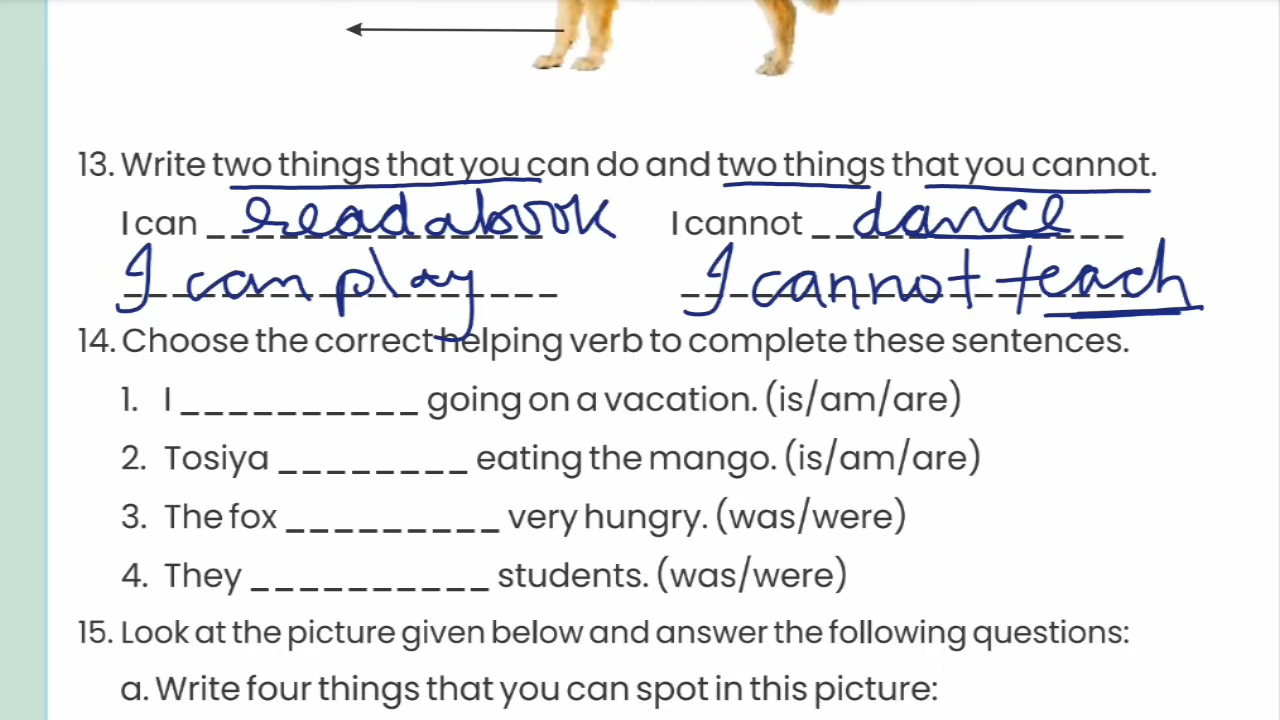 13. Write two things that you can do and two things that you cannot.
I can __________ read a book I cannot __________ dance
I can play I cannot teach
14. Choose the correct helping verb to complete these sentences.
1. I __________ going on a vacation. (is/am/are)
2. Tosiya ________ eating the mango. (is/am/are)
3. The fox _________ very hungry. (was/were)
4. They __________ students. (was/were)
15. Look at the picture given below and answer the following questions:
a. Write four things that you can spot in this picture: